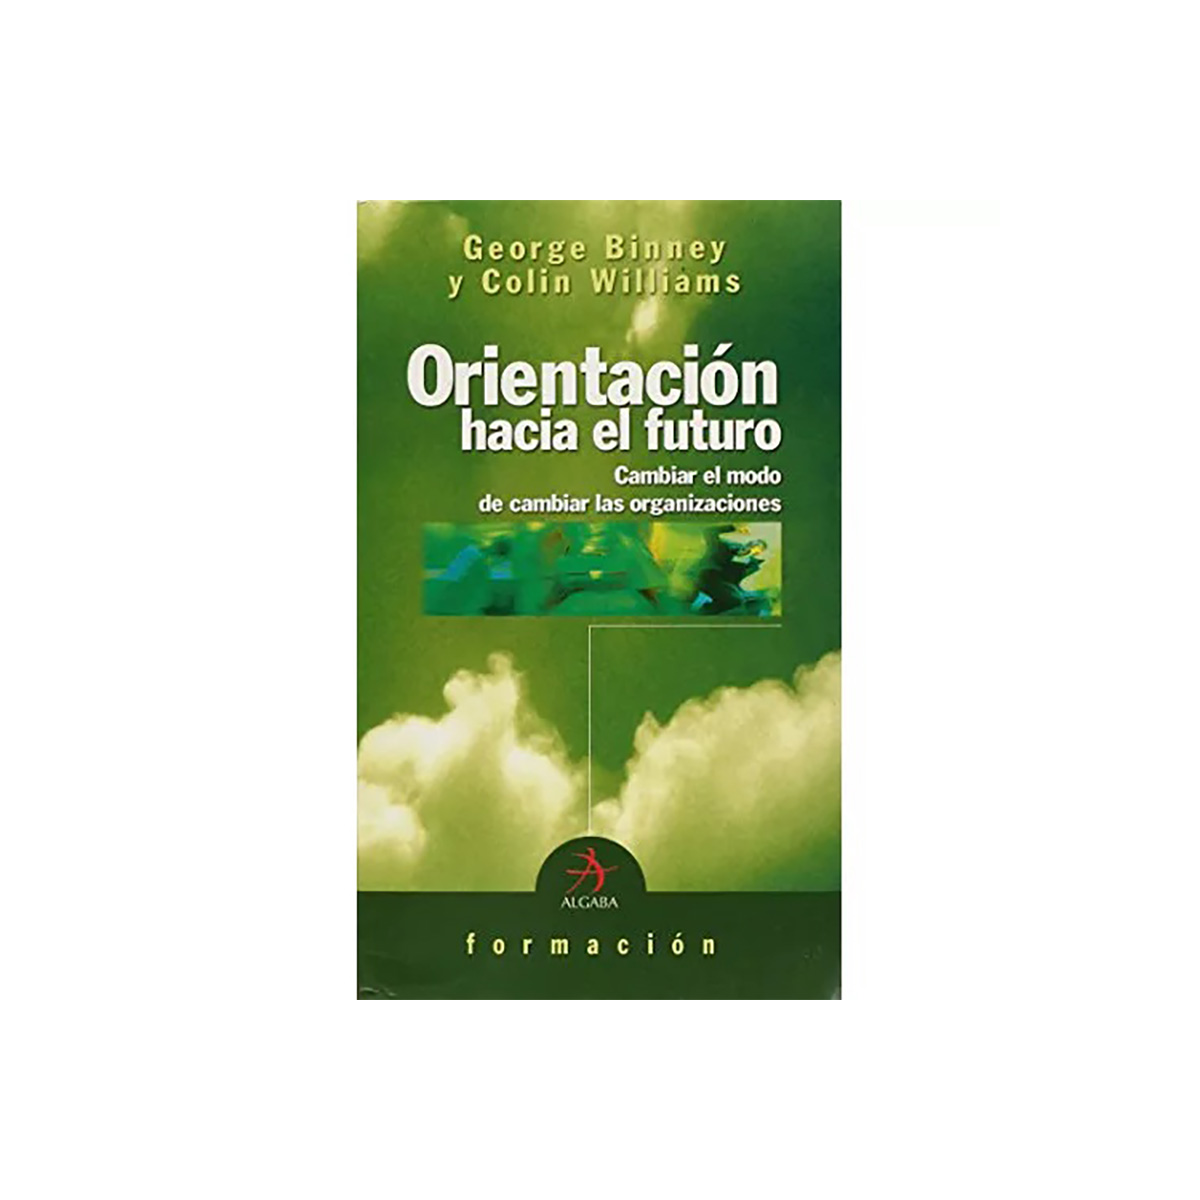 George Binney
y Colin Williams
Orientación
hacia el futuro
Cambiar el modo
de cambiar las organizaciones
ALGABA
formación